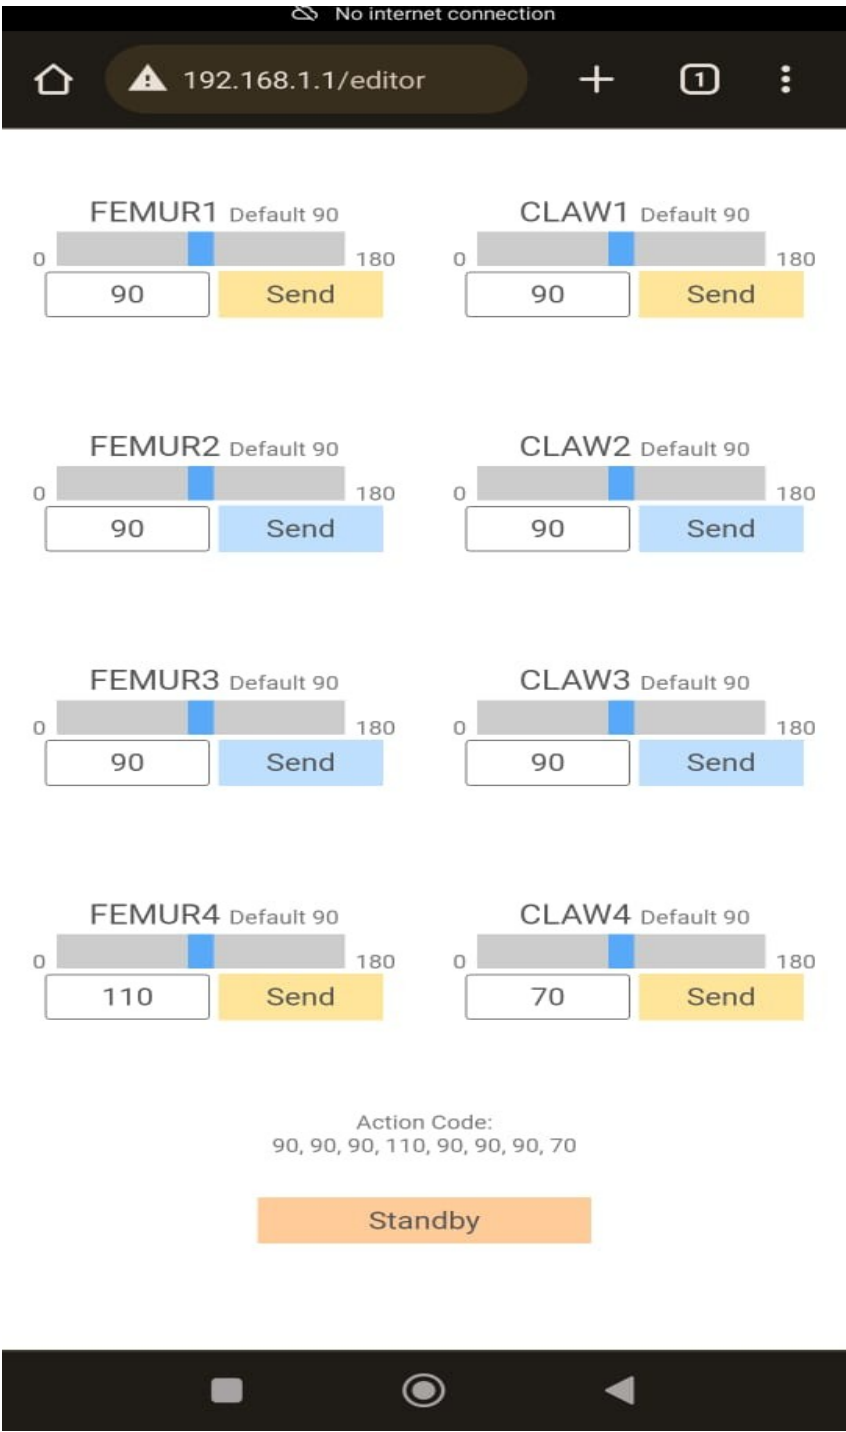 No internet connection
192.168.1.1/editor
1
FEMUR1 Default 90
0 180
90 Send
CLAW1 Default 90
0 180
90 Send
FEMUR2 Default 90
0 180
90 Send
CLAW2 Default 90
0 180
90 Send
FEMUR3 Default 90
0 180
90 Send
CLAW3 Default 90
0 180
90 Send
FEMUR4 Default 90
0 180
110 Send
CLAW4 Default 90
0 180
70 Send
Action Code:
90, 90, 90, 110, 90, 90, 90, 70
Standby